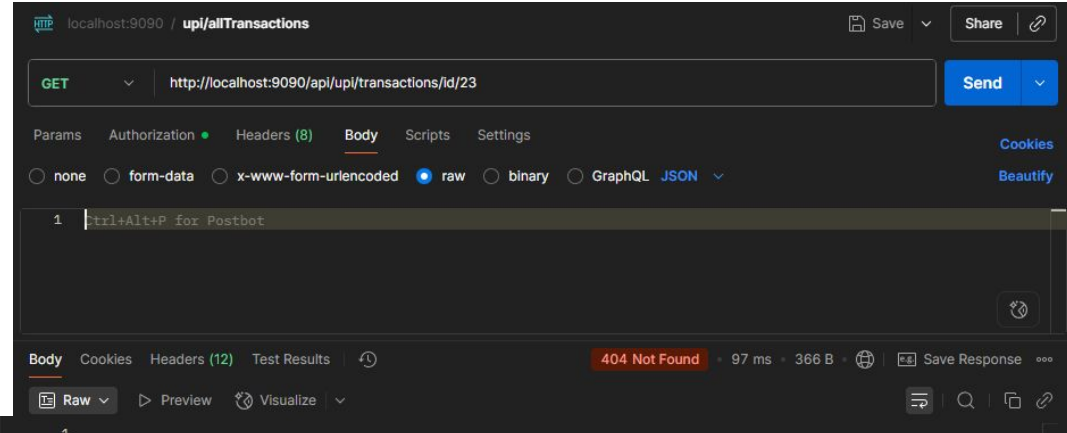 HTTP localhost:9090 / upi/allTransactions Save Share
GET http://localhost:9090/api/upi/transactions/id/23 Send
Params Authorization Headers (8) Body Scripts Settings Cookies
none form-data x-www-form-urlencoded raw binary GraphQL JSON Beautify
1 Ctrl+Alt+P for Postbot
Body Cookies Headers (12) Test Results 404 Not Found 97 ms 366 B e.g. Save Response
Raw Preview Visualize
1